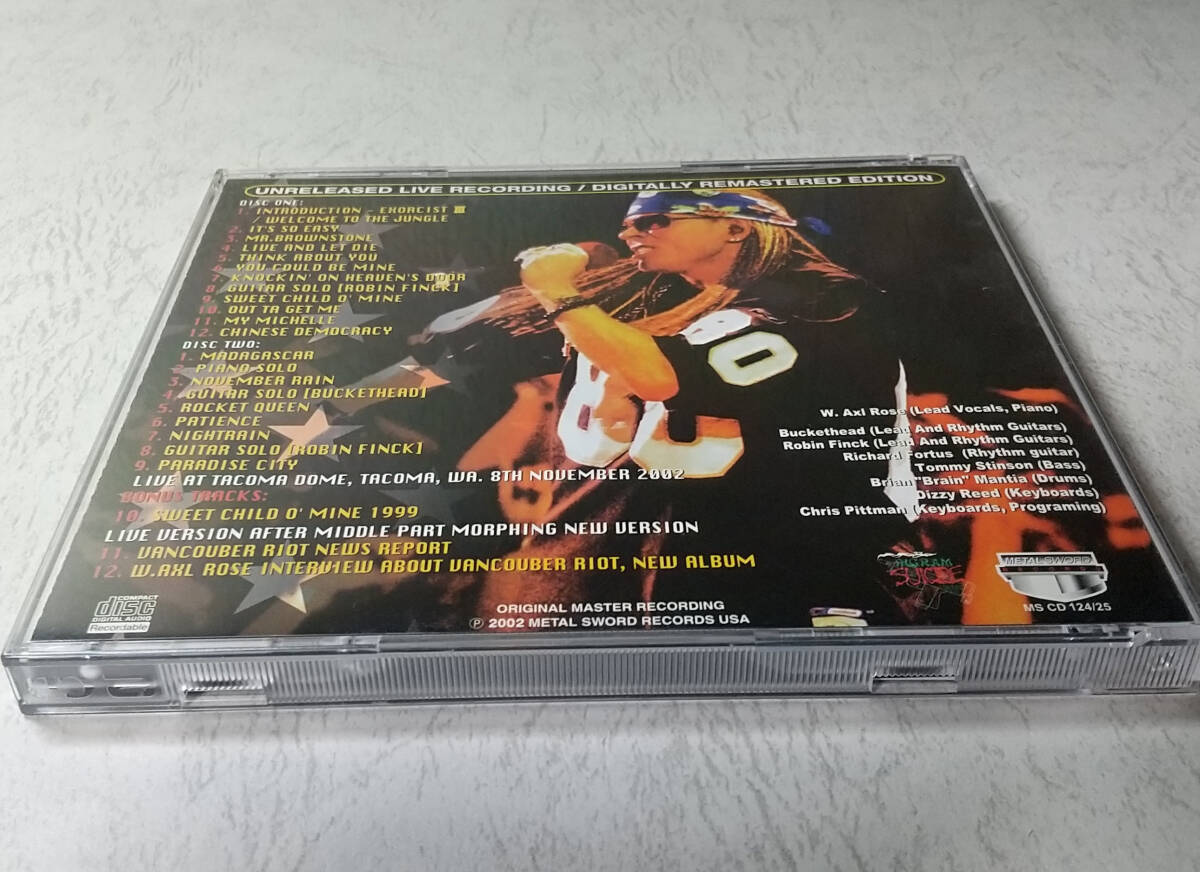 UNRELEASED LIVE RECORDING / DIGITALLY REMASTERED EDITION
DISC ONE:
1. INTRODUCTION - EXORCIST III
/ WELCOME TO THE JUNGLE
2. IT'S SO EASY
3. MR.BROWNSTONE
4. LIVE AND LET DIE
5. THINK ABOUT YOU
6. YOU COULD BE MINE
7. KNOCKIN' ON HEAVEN'S DOOR
8. GUITAR SOLO [ROBIN FINCK]
9. SWEET CHILD O' MINE
10. OUT TA GET ME
11. MY MICHELLE
12. CHINESE DEMOCRACY
DISC TWO:
1. MADAGASCAR
2. PIANO SOLO
3. NOVEMBER RAIN
4. GUITAR SOLO [BUCKETHEAD]
5. ROCKET QUEEN
6. PATIENCE
7. NIGHTRAIN
8. GUITAR SOLO [ROBIN FINCK]
9. PARADISE CITY
LIVE AT TACOMA DOME, TACOMA, WA. 8TH NOVEMBER 2002
BONUS TRACKS:
10. SWEET CHILD O' MINE 1999
LIVE VERSION AFTER MIDDLE PART MORPHING NEW VERSION
11. VANCOUBER RIOT NEWS REPORT
12. W.AXL ROSE INTERVIEW ABOUT VANCOUBER RIOT, NEW ALBUM
W. Axl Rose (Lead Vocals, Piano)
Buckethead (Lead And Rhythm Guitars)
Robin Finck (Lead And Rhythm Guitars)
Richard Fortus (Rhythm guitar)
Tommy Stinson (Bass)
Brian "Brain" Mantia (Drums)
Dizzy Reed (Keyboards)
Chris Pittman (Keyboards, Programing)
COMPACT
disc
DIGITAL AUDIO
Recordable
ORIGINAL MASTER RECORDING
Ⓟ 2002 METAL SWORD RECORDS USA
METAL SWORD
MS CD 124/25